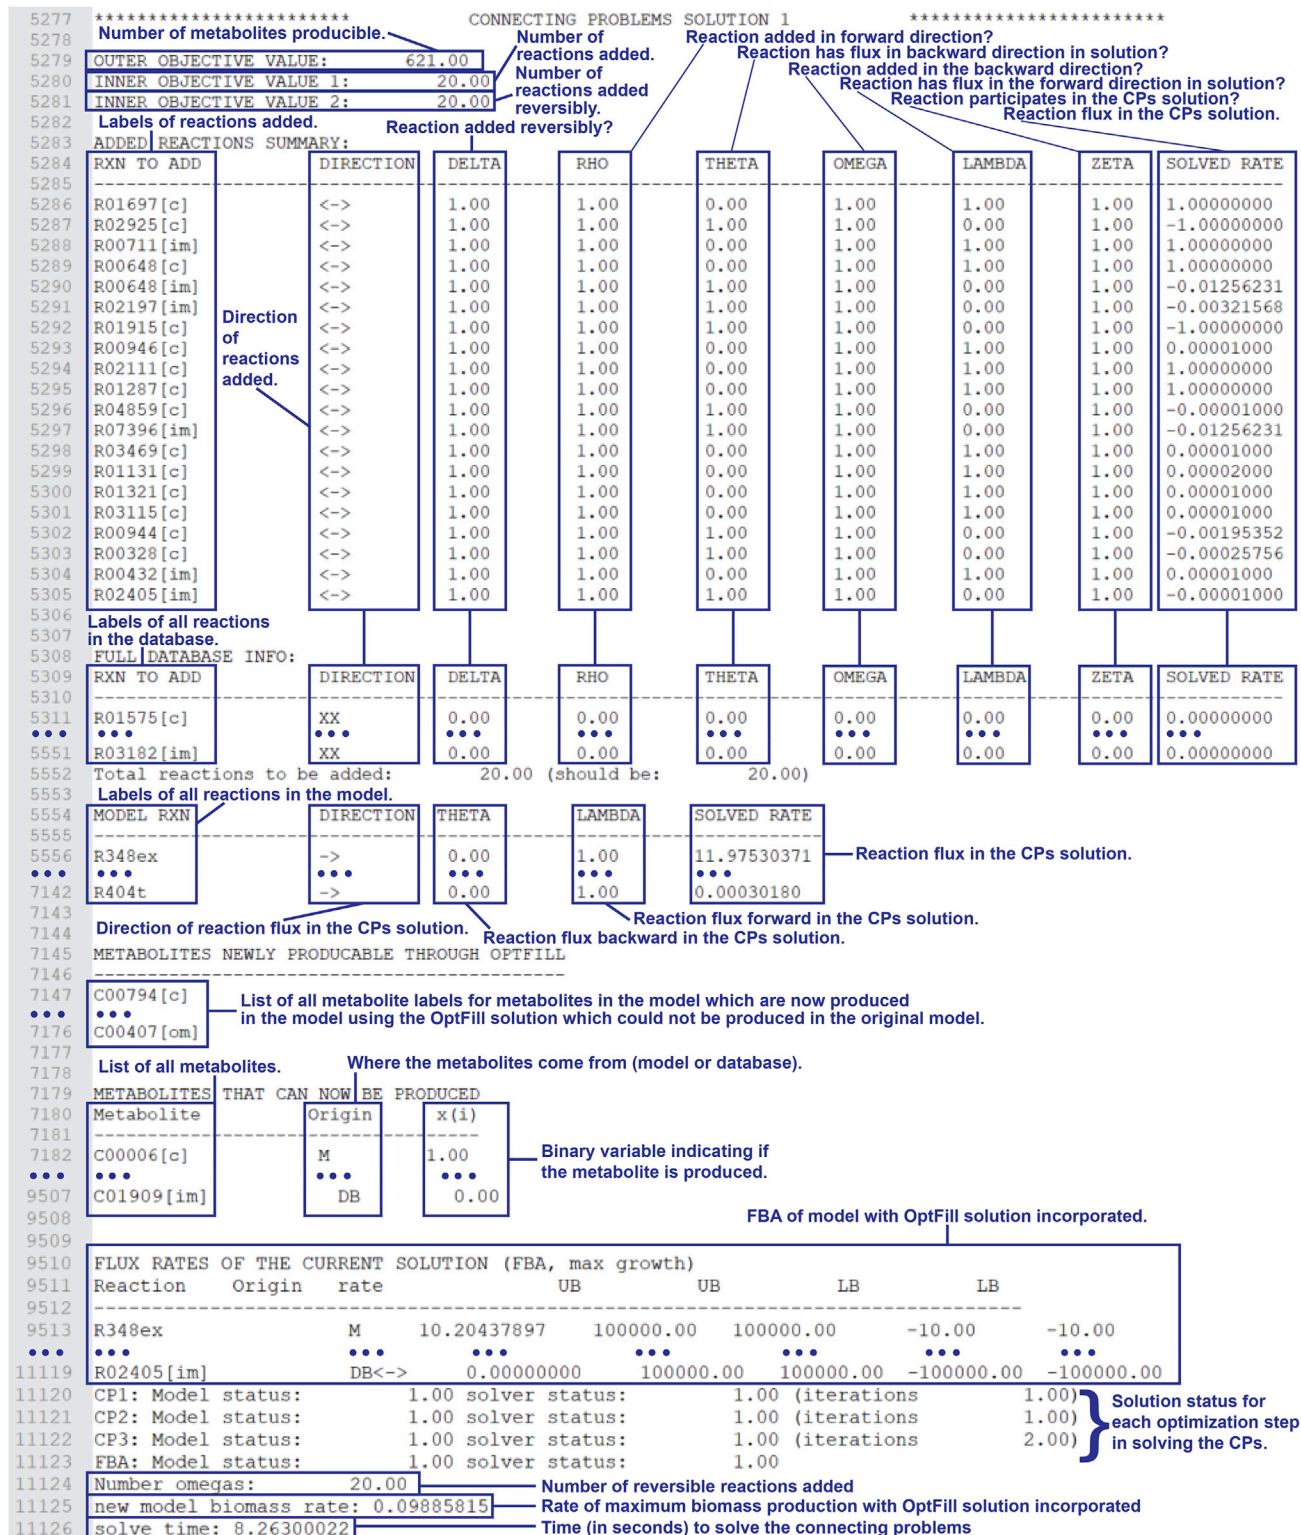 5277 ************************ CONNECTING PROBLEMS SOLUTION 1 ************************
Number of metabolites producible.
Number of reactions added.
Reaction added in forward direction?
5278
Reaction has flux in backward direction in solution?
5279 OUTER OBJECTIVE VALUE: 621.00
Reaction added in the backward direction?
5280 INNER OBJECTIVE VALUE 1: 20.00
Number of reactions added reversibly.
Reaction has flux in the forward direction in solution?
5281 INNER OBJECTIVE VALUE 2: 20.00
Reaction participates in the CPs solution?
Reaction flux in the CPs solution.
5282
Labels of reactions added.
Reaction added reversibly?
5283 ADDED REACTIONS SUMMARY:
5284 RXN TO ADD DIRECTION DELTA RHO THETA OMEGA LAMBDA ZETA SOLVED RATE
5285
5286 R01697[c] <-> 1.00 1.00 0.00 1.00 1.00 1.00 1.00000000
5287 R02925[c] <-> 1.00 1.00 1.00 1.00 0.00 1.00 -1.00000000
5288 R00711[im] <-> 1.00 1.00 0.00 1.00 1.00 1.00 1.00000000
5289 R00648[c] <-> 1.00 1.00 0.00 1.00 1.00 1.00 1.00000000
5290 R00648[im] <-> 1.00 1.00 1.00 1.00 0.00 1.00 -0.01256231
5291 R02197[im] <-> 1.00 1.00 1.00 1.00 0.00 1.00 -0.00321568
5292 R01915[c] <-> 1.00 1.00 1.00 1.00 0.00 1.00 -1.00000000
5293 R00946[c] <-> 1.00 1.00 0.00 1.00 1.00 1.00 0.00001000
5294 R02111[c] <-> 1.00 1.00 0.00 1.00 1.00 1.00 1.00000000
5295 R01287[c] <-> 1.00 1.00 0.00 1.00 1.00 1.00 1.00000000
5296 R04859[c] <-> 1.00 1.00 1.00 1.00 0.00 1.00 -0.00001000
5297 R07396[im] <-> 1.00 1.00 1.00 1.00 0.00 1.00 -0.01256231
5298 R03469[c] <-> 1.00 1.00 0.00 1.00 1.00 1.00 0.00001000
5299 R01131[c] <-> 1.00 1.00 0.00 1.00 1.00 1.00 0.00002000
5300 R01321[c] <-> 1.00 1.00 0.00 1.00 1.00 1.00 0.00001000
5301 R03115[c] <-> 1.00 1.00 0.00 1.00 1.00 1.00 0.00001000
5302 R00944[c] <-> 1.00 1.00 1.00 1.00 0.00 1.00 -0.00195352
5303 R00328[c] <-> 1.00 1.00 1.00 1.00 0.00 1.00 -0.00025756
5304 R00432[im] <-> 1.00 1.00 0.00 1.00 1.00 1.00 0.00001000
5305 R02405[im] <-> 1.00 1.00 1.00 1.00 0.00 1.00 -0.00001000
Direction of reactions added.
5306
Labels of all reactions
5307
in the database.
5308 FULL DATABASE INFO:
5309 RXN TO ADD DIRECTION DELTA RHO THETA OMEGA LAMBDA ZETA SOLVED RATE
5310
5311 R01575[c] XX 0.00 0.00 0.00 0.00 0.00 0.00 0.00000000
5551 R03182[im] XX 0.00 0.00 0.00 0.00 0.00 0.00 0.00000000
5552 Total reactions to be added: 20.00 (should be: 20.00)
5553
Labels of all reactions in the model.
5554 MODEL RXN DIRECTION THETA LAMBDA SOLVED RATE
5555
5556 R348ex -> 0.00 1.00 11.97530371
Reaction flux in the CPs solution.
7142 R404t -> 0.00 1.00 0.00030180
7143
Direction of reaction flux in the CPs solution.
Reaction flux forward in the CPs solution.
7144
Reaction flux backward in the CPs solution.
7145 METABOLITES NEWLY PRODUCABLE THROUGH OPTFILL
7146
7147 C00794[c]
List of all metabolite labels for metabolites in the model which are now produced
in the model using the OptFill solution which could not be produced in the original model.
7176 C00407[om]
7177
7178
List of all metabolites.
Where the metabolites come from (model or database).
7179 METABOLITES THAT CAN NOW BE PRODUCED
7180 Metabolite Origin x(i)
7181
7182 C00006[c] M 1.00
Binary variable indicating if
the metabolite is produced.
9507 C01909[im] DB 0.00
9508
FBA of model with OptFill solution incorporated.
9509
9510 FLUX RATES OF THE CURRENT SOLUTION (FBA, max growth)
9511 Reaction Origin rate UB UB LB LB
9512
9513 R348ex M 10.20437897 100000.00 100000.00 -10.00 -10.00
11119 R02405[im] DB<-> 0.00000000 100000.00 100000.00 -100000.00 -100000.00
11120 CP1: Model status: 1.00 solver status: 1.00 (iterations 1.00)
11121 CP2: Model status: 1.00 solver status: 1.00 (iterations 1.00)
11122 CP3: Model status: 1.00 solver status: 1.00 (iterations 2.00)
Solution status for
each optimization step
in solving the CPs.
11123 FBA: Model status: 1.00 solver status: 1.00
11124 Number omegas: 20.00
Number of reversible reactions added
11125 new model biomass rate: 0.09885815
Rate of maximum biomass production with OptFill solution incorporated
11126 solve time: 8.26300022
Time (in seconds) to solve the connecting problems